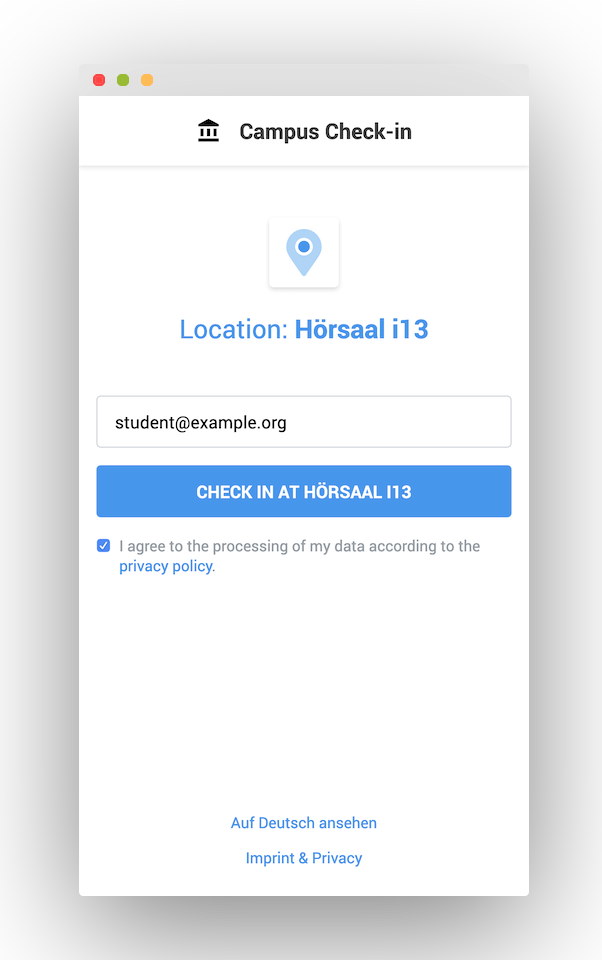 Campus Check-in
Location: Hörsaal i13
student@example.org
CHECK IN AT HÖRSAAL I13
I agree to the processing of my data according to the
privacy policy.
Auf Deutsch ansehen
Imprint & Privacy